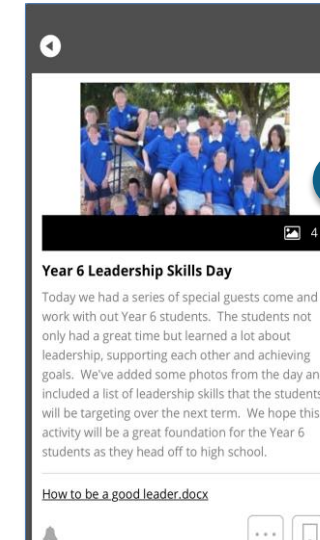 4
Year 6 Leadership Skills Day
Today we had a series of special guests come and
work with out Year 6 students. The students not
only had a great time but learned a lot about
leadership, supporting each other and achieving
goals. We've added some photos from the day an
included a list of leadership skills that the students
will be targeting over the next term. We hope this
activity will be a great foundation for the Year 6
students as they head off to high school.
How to be a good leader.docx